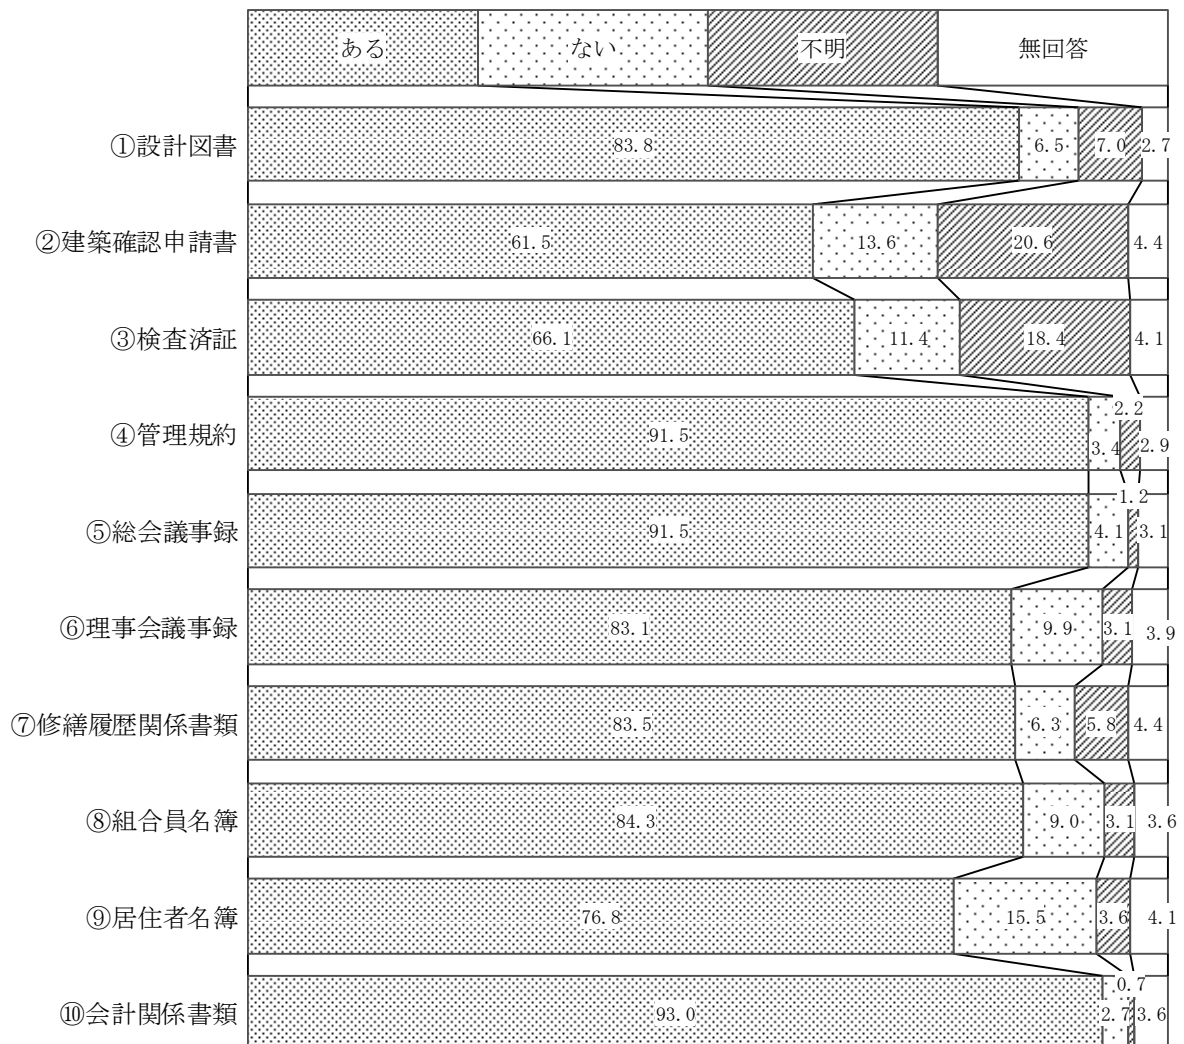 ある ない 不明 無回答
①設計図書 83.8 6.5 7.0 2.7
②建築確認申請書 61.5 13.6 20.6 4.4
③検査済証 66.1 11.4 18.4 4.1
④管理規約 91.5 3.4 2.2 2.9
⑤総会議事録 91.5 4.1 1.2 3.1
⑥理事会議事録 83.1 9.9 3.1 3.9
⑦修繕履歴関係書類 83.5 6.3 5.8 4.4
⑧組合員名簿 84.3 9.0 3.1 3.6
⑨居住者名簿 76.8 15.5 3.6 4.1
⑩会計関係書類 93.0 2.7 0.7 3.6